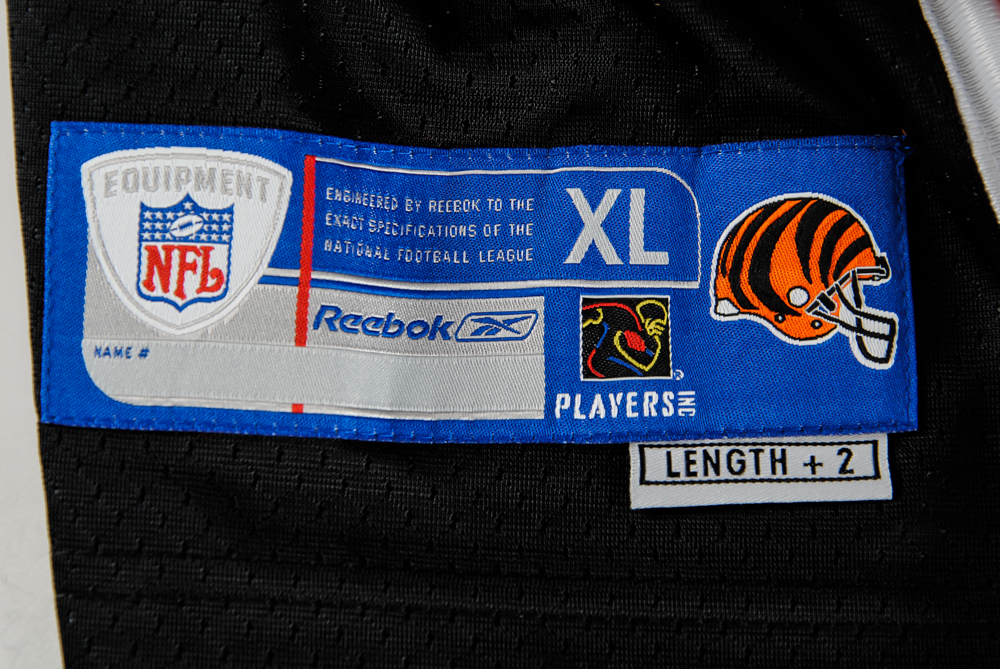 EQUIPMENT
NFL
ENGINEERED BY REEBOK TO THE
EXACT SPECIFICATIONS OF THE
NATIONAL FOOTBALL LEAGUE
XL
Reebok
NAME #
®
PLAYERS INC
LENGTH + 2